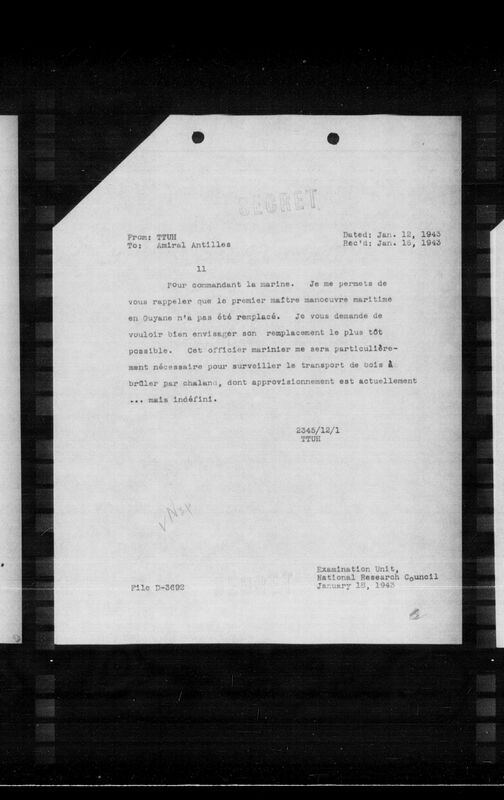 SECRET
From: TTUH Dated: Jan. 12, 1943
To: Amiral Antilles Rec'd: Jan. 16, 1943
11
Pour commandant la marine. Je me permets de
vous rappeler que le premier maître manoeuvre maritime
en Guyane n'a pas été remplacé. Je vous demande de
vouloir bien envisager son remplacement le plus tôt
possible. Cet officier marimier me sera particulière-
ment nécessaire pour surveiller le transport de bois à
brûler par chaland, dont approvisionnement est actuellement
... mais indéfini.
2345/12/1
TTUH
Examination Unit,
National Research Council
File D-3692 January 18, 1943